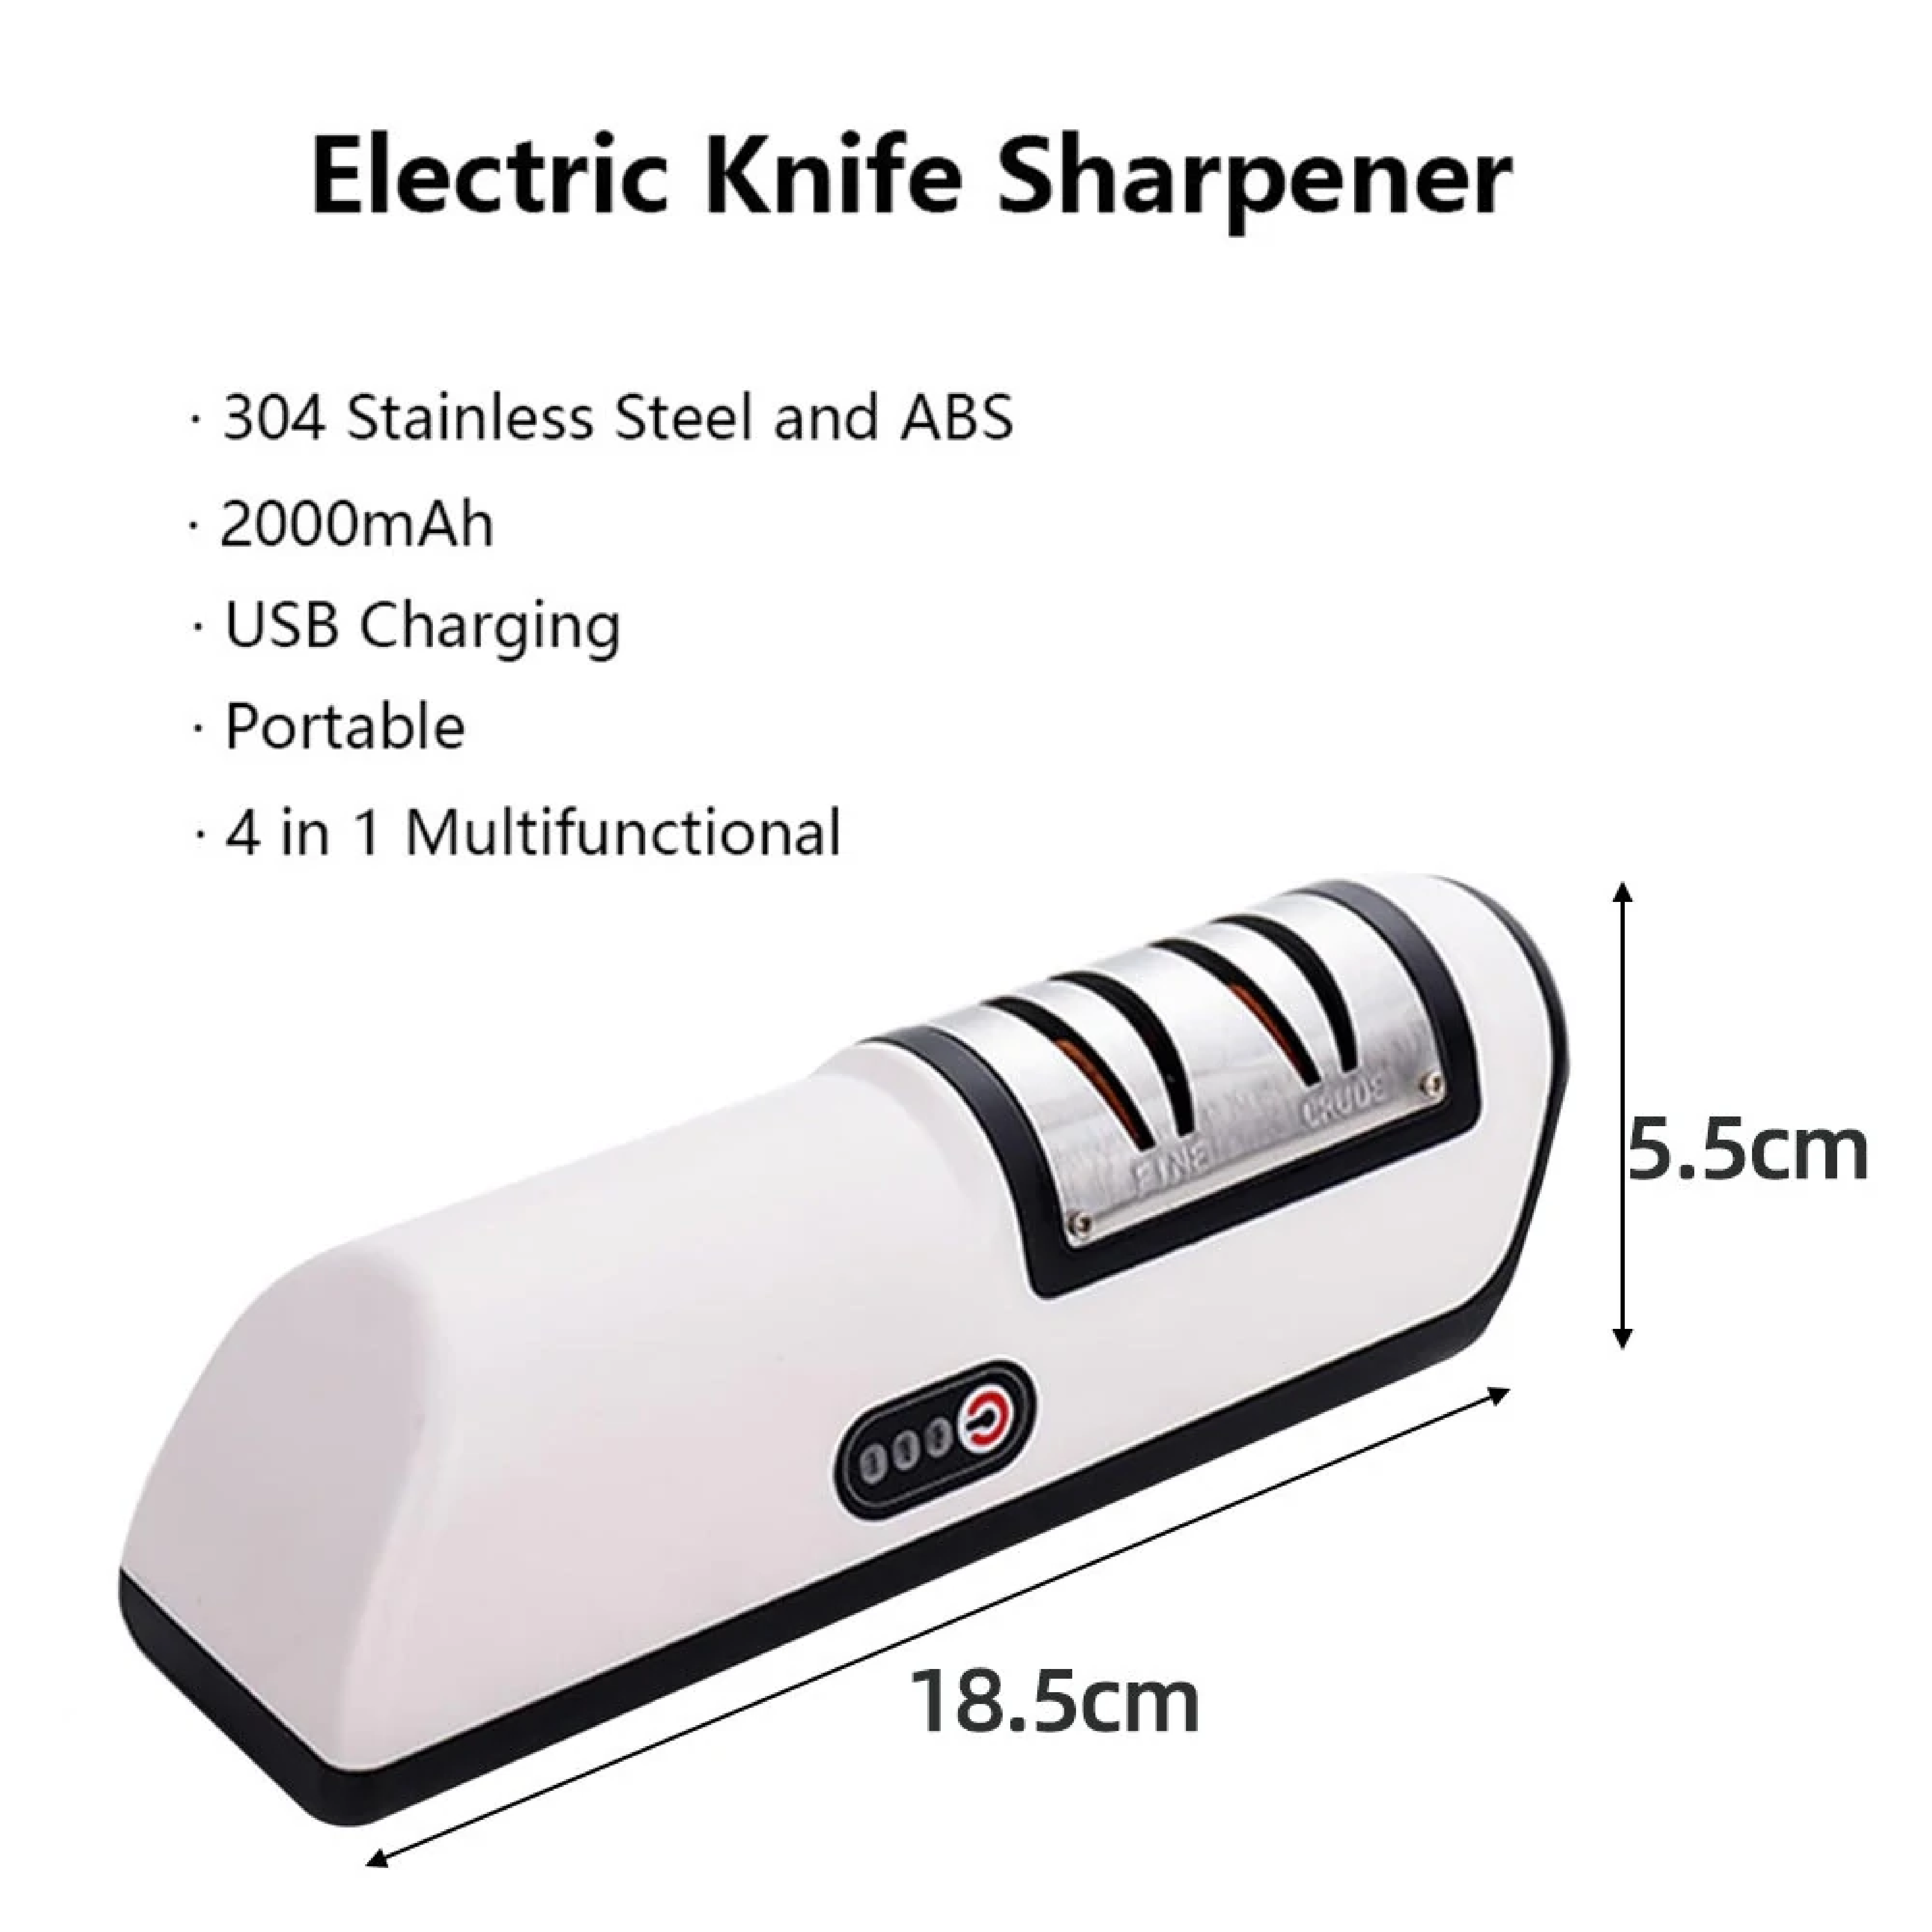 Electric Knife Sharpener
· 304 Stainless Steel and ABS
· 2000mAh
· USB Charging
· Portable
· 4 in 1 Multifunctional
CRUDE
FINE
5.5cm
18.5cm